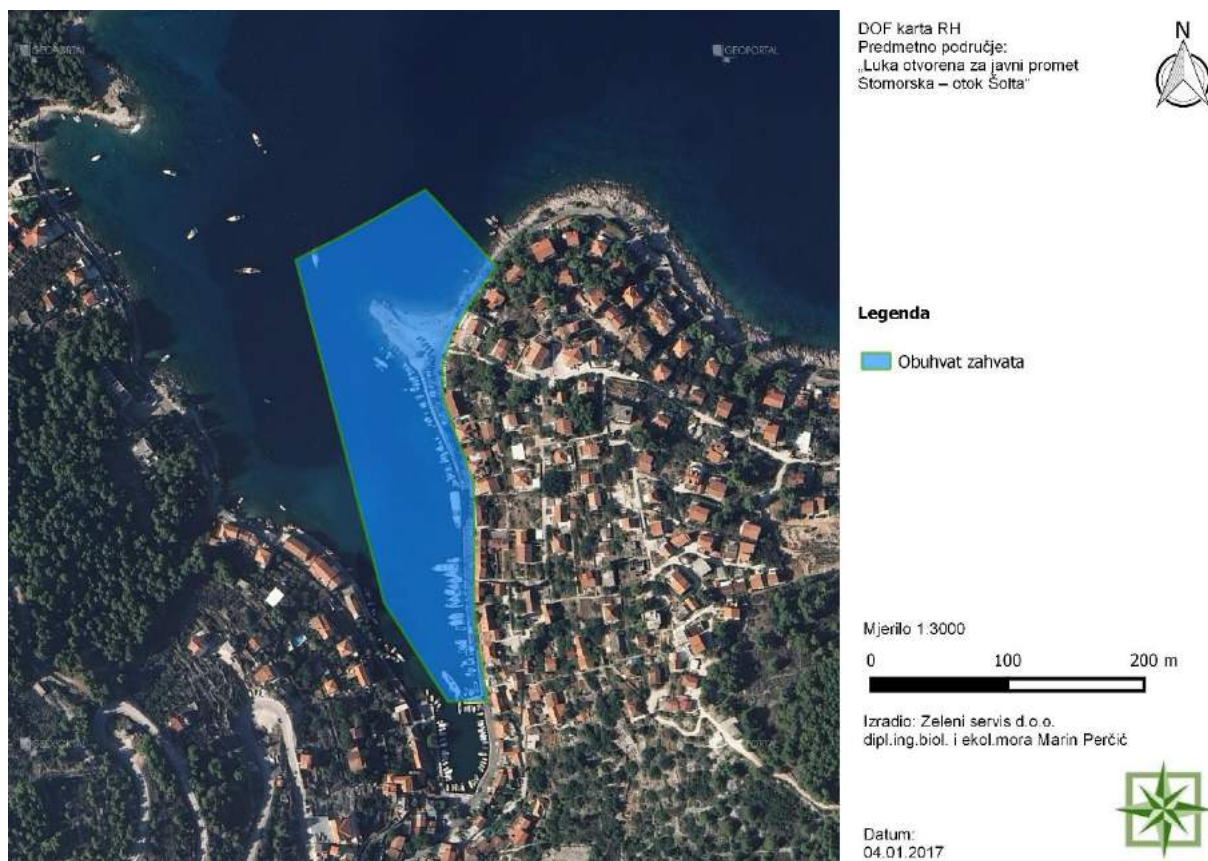 GEOPORTAL
GEOPORTAL
DOF karta RH
Predmetno područje:
„Luka otvorena za javni promet
Stomorska – otok Šolta"
N
Legenda
Obuhvat zahvata
Mjerilo 1:3000
0 100 200 m
Izradio: Zeleni servis d.o.o.
dipl.ing.biol. i ekol.mora Marin Perčić
Datum:
04.01.2017